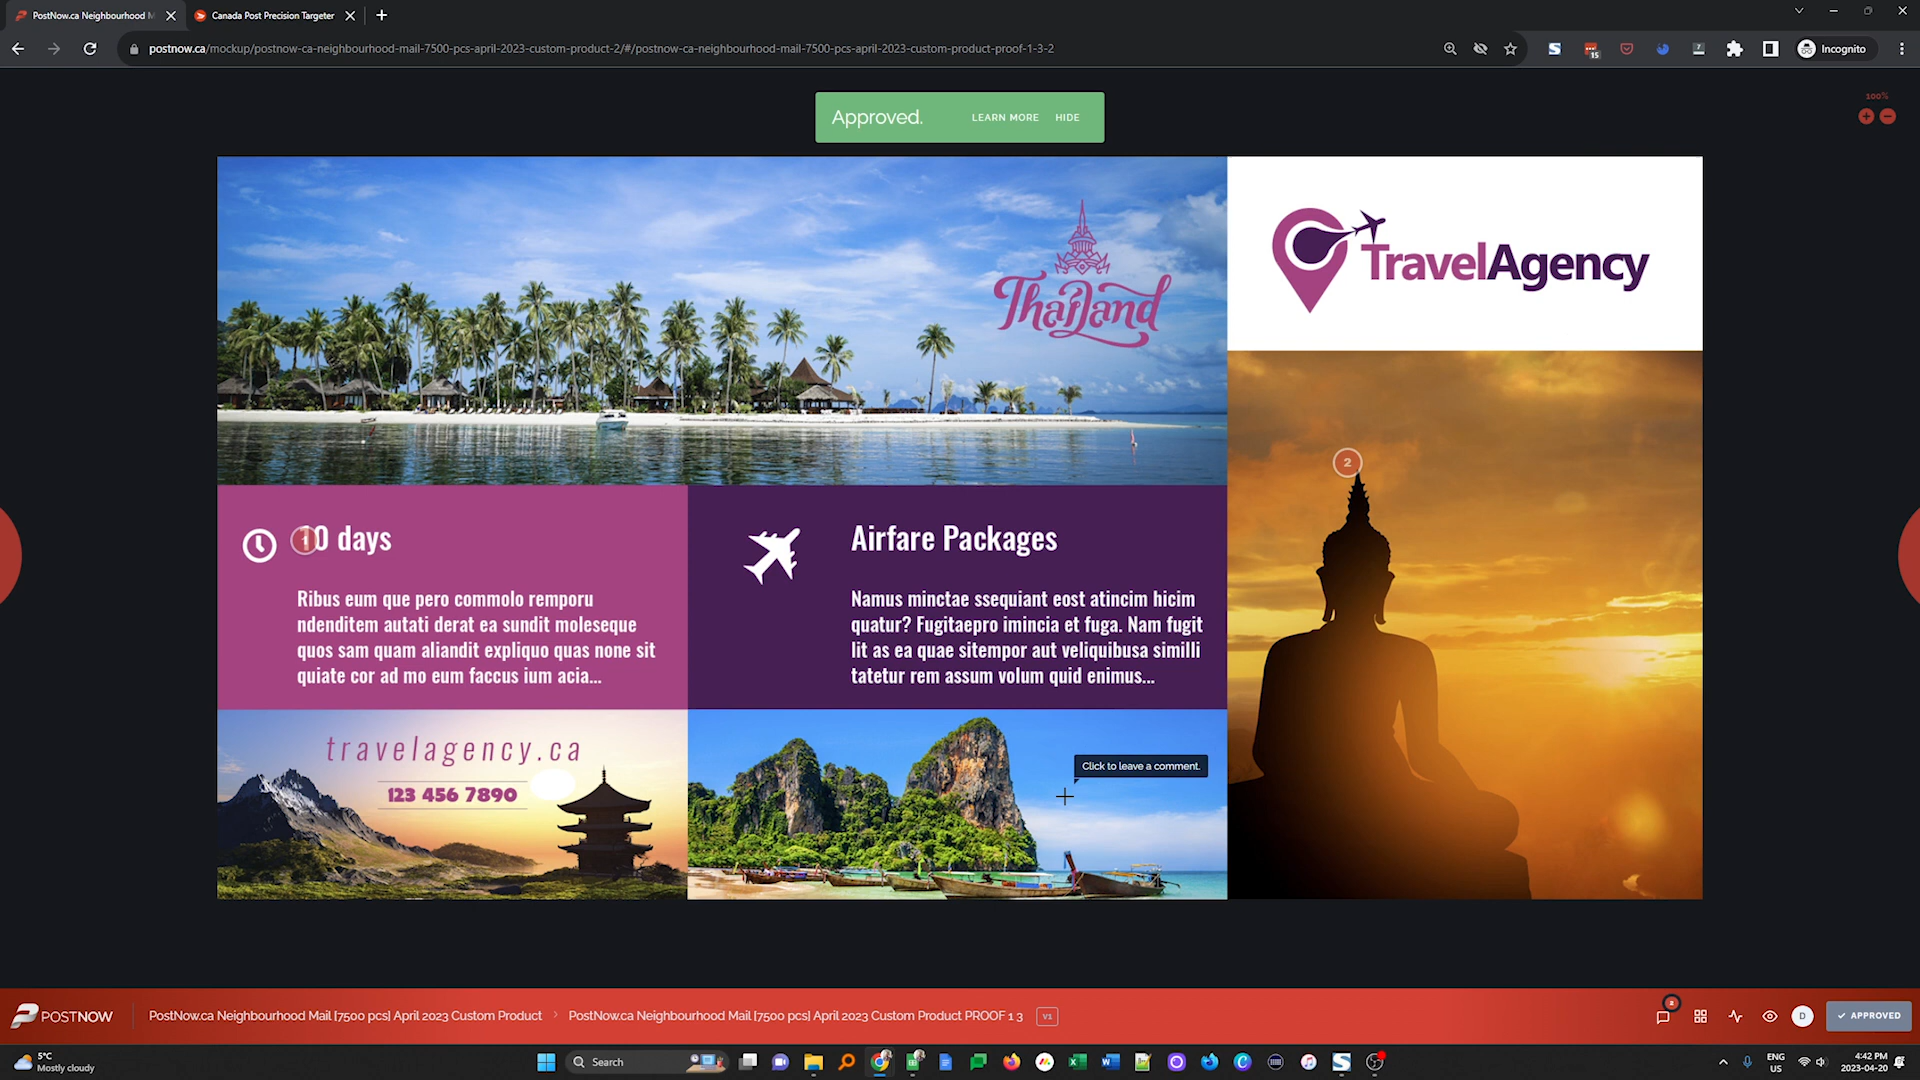 PostNow.ca Neighbourhood M
Canada Post Precision Targeter
postnow.ca/mockup/postnow-ca-neighbourhood-mail-7500-pcs-april-2023-custom-product-2/#/postnow-ca-neighbourhood-mail-7500-pcs-april-2023-custom-product-proof-1-3-2
15
Incognito
Approved.
LEARN MORE
HIDE
100%
Thailand
TravelAgency
2
1
10 days
Airfare Packages
Ribus eum que pero commolo remporu
ndenditem autati derat ea sundit moleseque
quos sam quam aliandit expliquo quas none sit
quiate cor ad mo eum faccus ium acia...
Namus minctae ssequiant eost atincim hicim
quatur? Fugitaepro imincia et fuga. Nam fugit
lit as ea quae sitempor aut veliquibusa similli
tatetur rem assum volum quid enimus...
travelagency.ca
123 456 7890
Click to leave a comment.
POSTNOW
PostNow.ca Neighbourhood Mail [7500 pcs] April 2023 Custom Product
PostNow.ca Neighbourhood Mail [7500 pcs] April 2023 Custom Product PROOF 1 3
V1
2
D
APPROVED
5°C
Mostly cloudy
Search
ENG
US
4:42 PM
2023-04-20